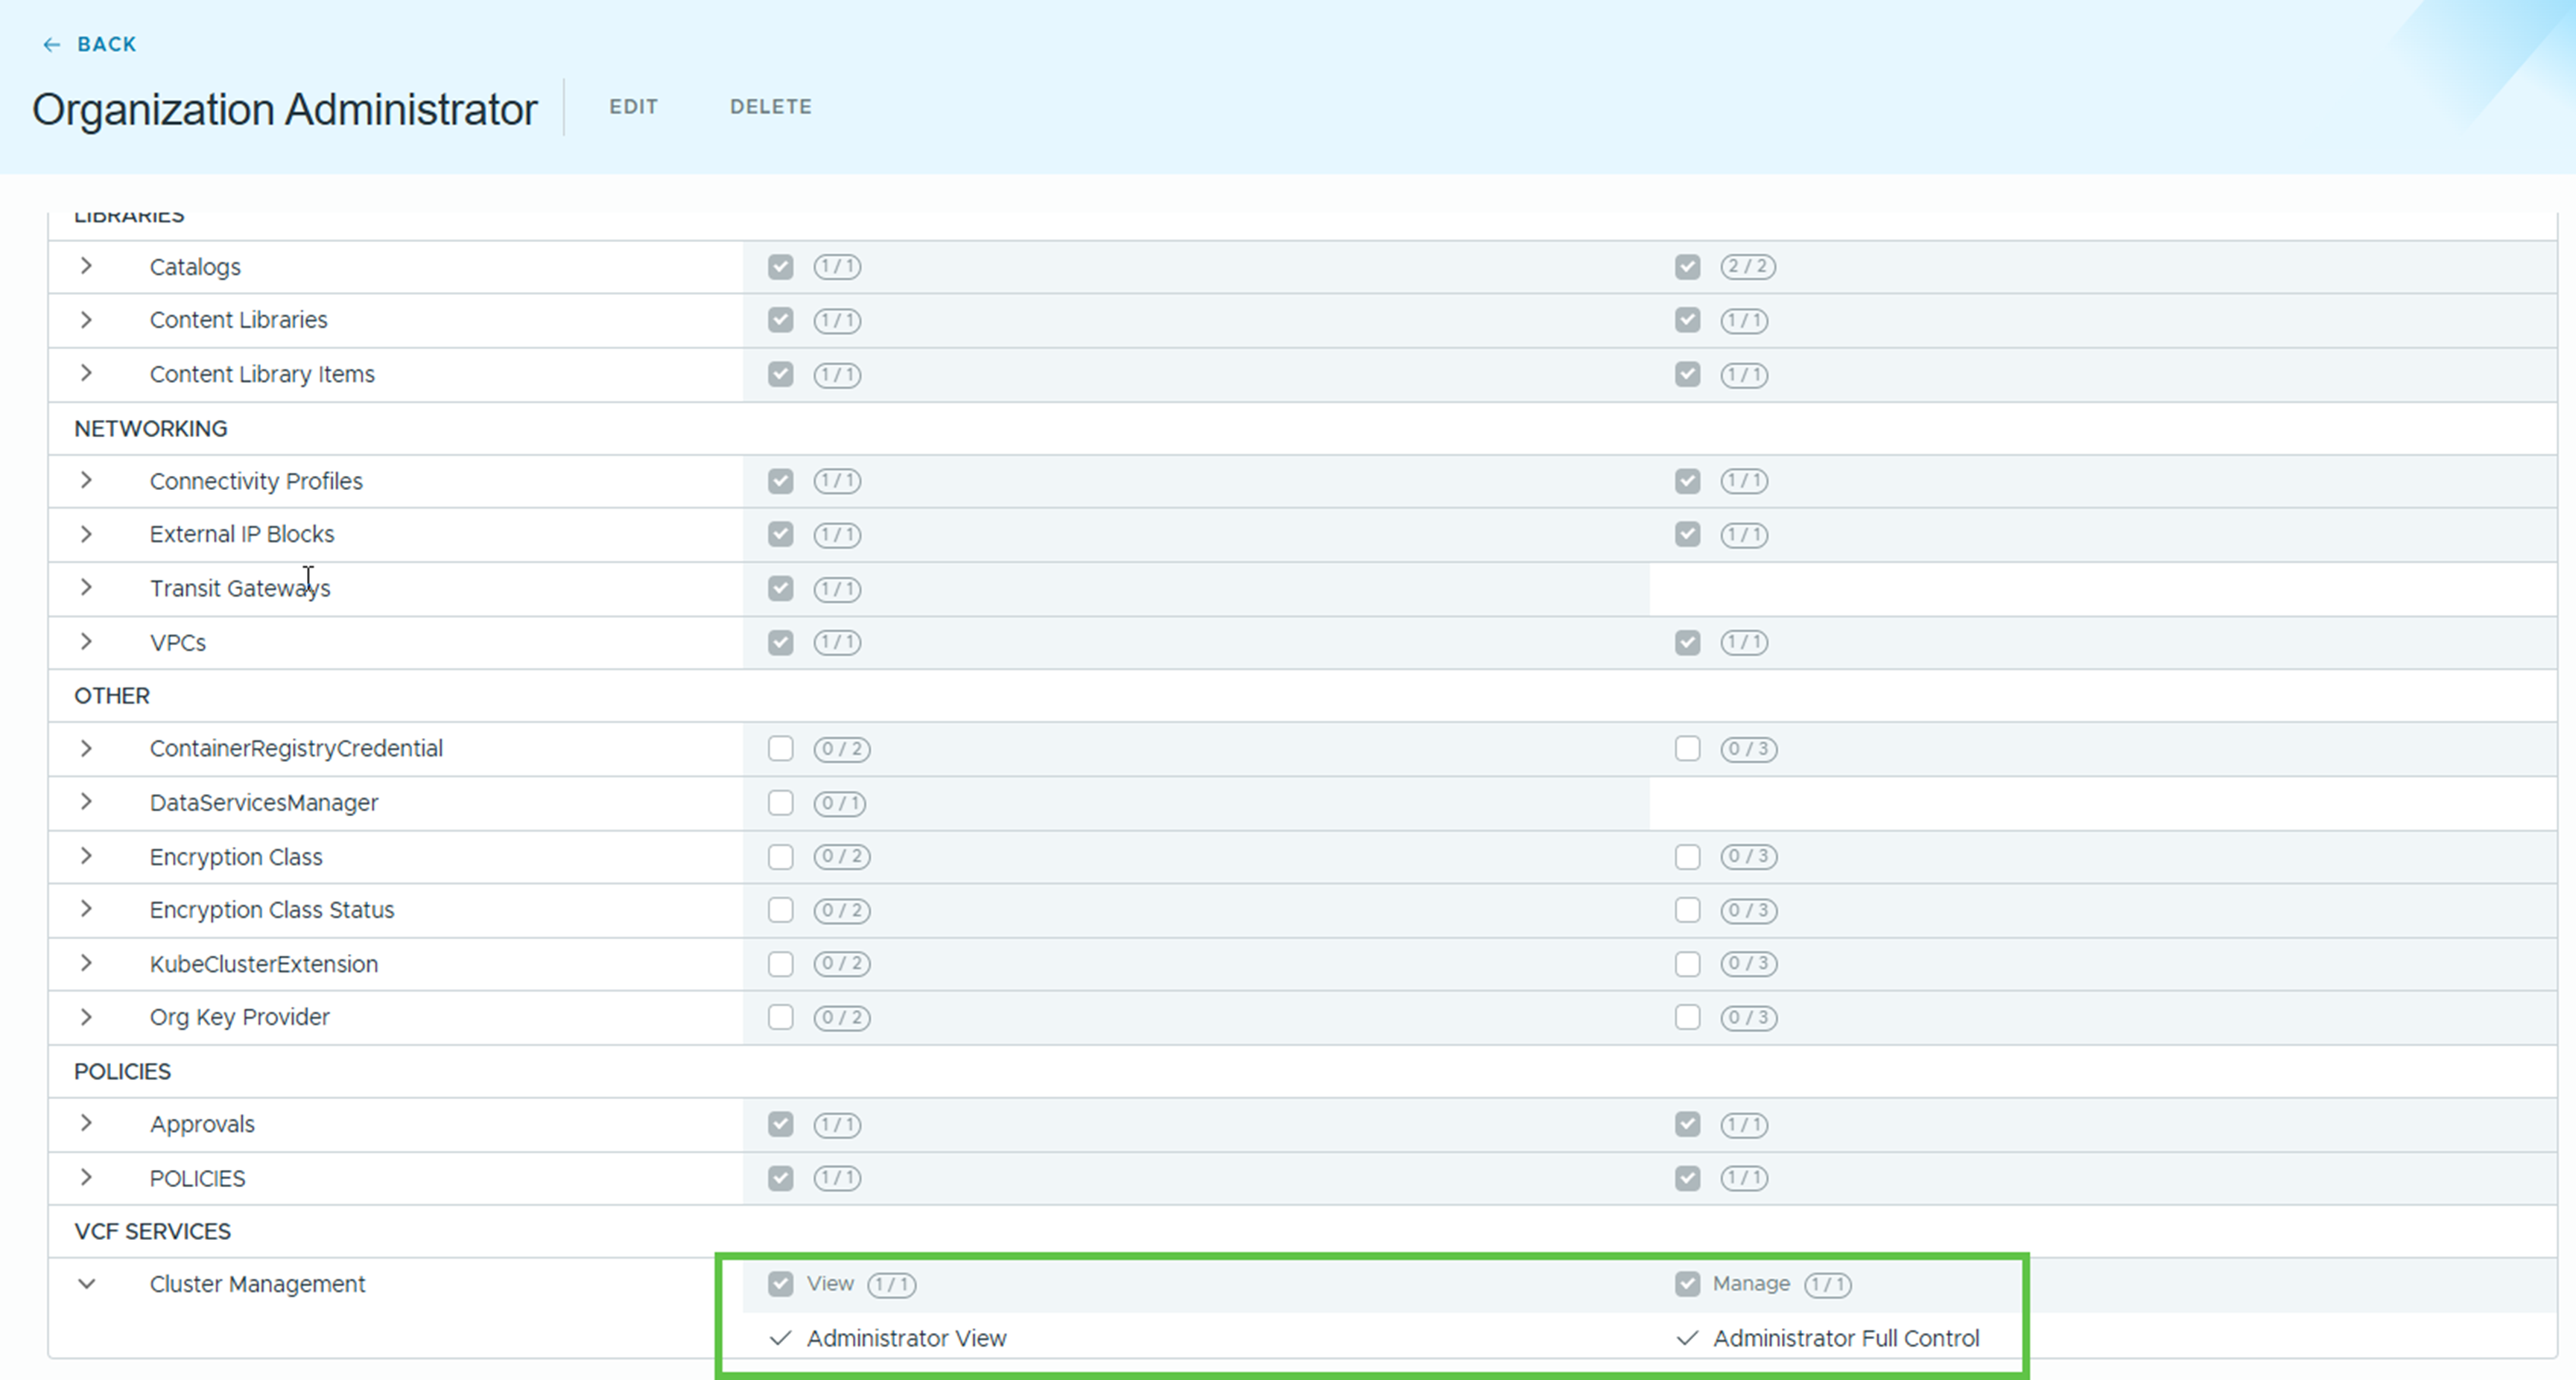 ← BACK
Organization Administrator EDIT DELETE
LIBRARIES
Catalogs 1 / 1 2 / 2
Content Libraries 1 / 1 1 / 1
Content Library Items 1 / 1 1 / 1
NETWORKING
Connectivity Profiles 1 / 1 1 / 1
External IP Blocks 1 / 1 1 / 1
Transit Gateways 1 / 1
VPCs 1 / 1 1 / 1
OTHER
ContainerRegistryCredential 0 / 2 0 / 3
DataServicesManager 0 / 1
Encryption Class 0 / 2 0 / 3
Encryption Class Status 0 / 2 0 / 3
KubeClusterExtension 0 / 2 0 / 3
Org Key Provider 0 / 2 0 / 3
POLICIES
Approvals 1 / 1 1 / 1
POLICIES 1 / 1 1 / 1
VCF SERVICES
Cluster Management View 1 / 1 Manage 1 / 1
Administrator View Administrator Full Control